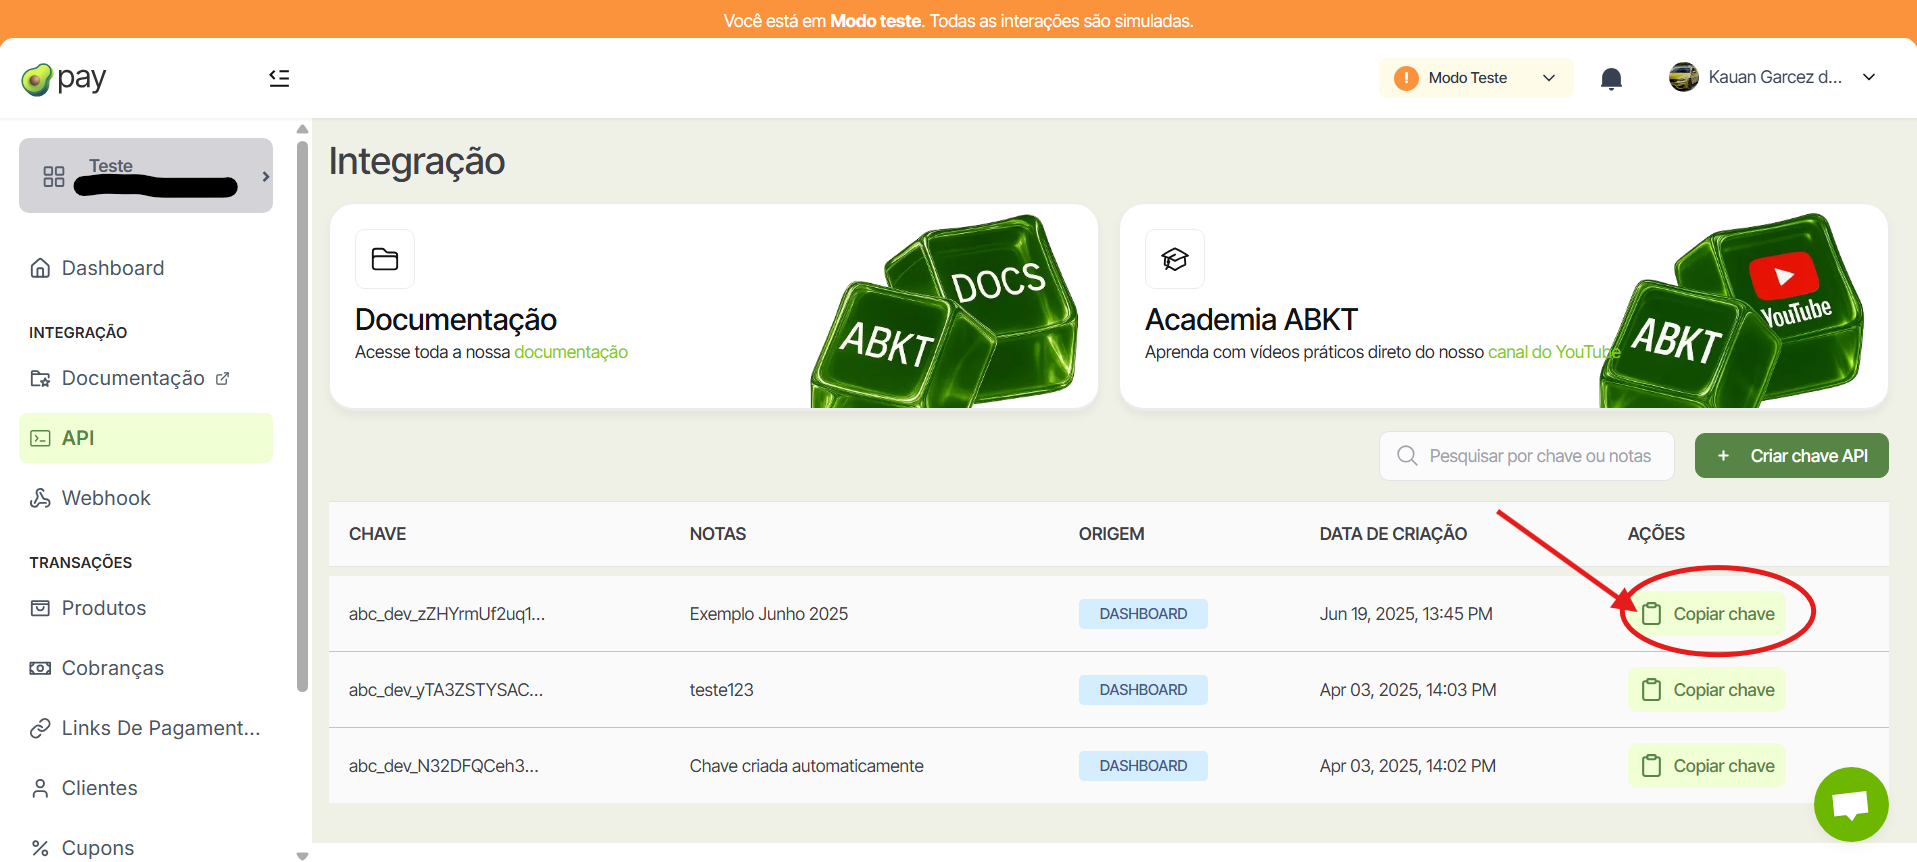 Você está em Modo teste. Todas as interações são simuladas.
pay
! Modo Teste
Kauan Garcez d...
Teste
Dashboard
INTEGRAÇÃO
Documentação
API
Webhook
TRANSAÇÕES
Produtos
Cobranças
Links De Pagament...
Clientes
Cupons
Integração
Documentação
Acesse toda a nossa documentação
ABKT
DOCS
Academia ABKT
Aprenda com vídeos práticos direto do nosso canal do YouTube
ABKT
YouTube
Pesquisar por chave ou notas
+ Criar chave API
CHAVE NOTAS ORIGEM DATA DE CRIAÇÃO AÇÕES
abc_dev_zZHYrmUf2uq1... Exemplo Junho 2025 DASHBOARD Jun 19, 2025, 13:45 PM Copiar chave
abc_dev_yTA3ZSTYSAC... teste123 DASHBOARD Apr 03, 2025, 14:03 PM Copiar chave
abc_dev_N32DFQCeh3... Chave criada automaticamente DASHBOARD Apr 03, 2025, 14:02 PM Copiar chave